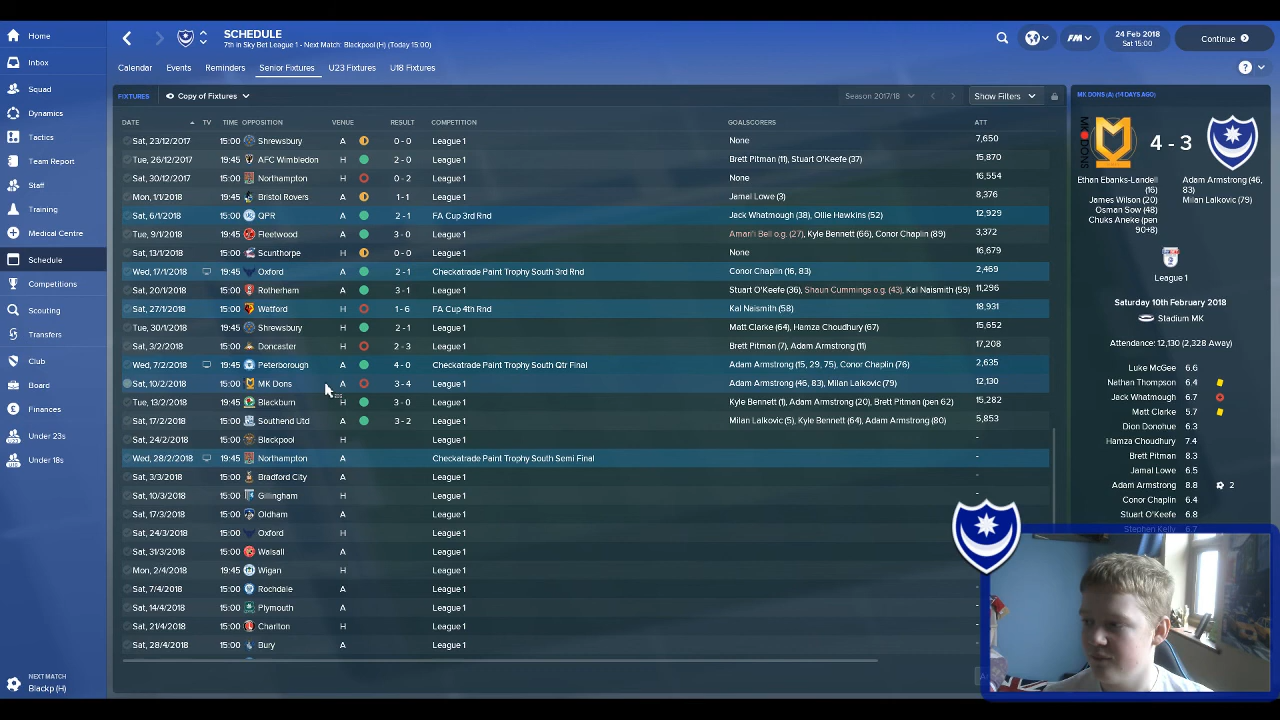 Home
Inbox
Squad
Dynamics
Tactics
Team Report
Staff
Training
Medical Centre
Schedule
Competitions
Scouting
Transfers
Club
Board
Finances
Under 23s
Under 18s
NEXT MATCH
Blackp (H)
SCHEDULE
7th in Sky Bet League 1 - Next Match: Blackpool (H) (Today 15:00)
FM
24 Feb 2018
Sat 15:00
Continue
Calendar Events Reminders Senior Fixtures U23 Fixtures U18 Fixtures
?
FIXTURES Copy of Fixtures Season 2017/18 Show Filters
DATE TV TIME OPPOSITION VENUE RESULT COMPETITION GOALSCORERS ATT
Sat, 23/12/2017 15:00 Shrewsbury A 0 - 0 League 1 None 7,650
Tue, 26/12/2017 19:45 AFC Wimbledon H 2 - 0 League 1 Brett Pitman (11), Stuart O'Keefe (37) 15,870
Sat, 30/12/2017 15:00 Northampton H 0 - 2 League 1 None 16,554
Mon, 1/1/2018 15:00 Bristol Rovers A 1 - 1 League 1 Jamal Lowe (3) 8,376
Sat, 6/1/2018 15:00 QPR A 2 - 1 FA Cup 3rd Rnd Jack Whatmough (38), Ollie Hawkins (52) 12,929
Tue, 9/1/2018 19:45 Fleetwood A 3 - 0 League 1 Amari'i Bell o.g. (27), Kyle Bennett (66), Conor Chaplin (89) 3,372
Sat, 13/1/2018 15:00 Scunthorpe H 0 - 0 League 1 None 16,679
Wed, 17/1/2018 19:45 Oxford A 2 - 1 Checkatrade Paint Trophy South 3rd Rnd Conor Chaplin (16, 83) 2,469
Sat, 20/1/2018 15:00 Rotherham A 3 - 1 League 1 Stuart O'Keefe (36), Shaun Cummings o.g. (43), Kal Naismith (59) 11,296
Sat, 27/1/2018 15:00 Watford H 1 - 6 FA Cup 4th Rnd Kal Naismith (58) 18,931
Tue, 30/1/2018 19:45 Shrewsbury H 2 - 1 League 1 Matt Clarke (64), Hamza Choudhury (67) 15,652
Sat, 3/2/2018 15:00 Doncaster H 2 - 3 League 1 Brett Pitman (7), Adam Armstrong (11) 17,208
Wed, 7/2/2018 19:45 Peterborough A 4 - 0 Checkatrade Paint Trophy South Qtr Final Adam Armstrong (15, 29, 75), Conor Chaplin (76) 2,635
Sat, 10/2/2018 15:00 MK Dons A 3 - 4 League 1 Adam Armstrong (46, 83), Milan Lalkovic (79) 12,130
Tue, 13/2/2018 19:45 Blackburn H 3 - 0 League 1 Kyle Bennett (1), Adam Armstrong (20), Brett Pitman (pen 62) 15,282
Sat, 17/2/2018 15:00 Southend Utd A 3 - 2 League 1 Milan Lalkovic (5), Kyle Bennett (64), Adam Armstrong (80) 5,853
Sat, 24/2/2018 15:00 Blackpool H League 1 -
Wed, 28/2/2018 19:45 Northampton A Checkatrade Paint Trophy South Semi Final -
Sat, 3/3/2018 15:00 Bradford City A League 1 -
Sat, 10/3/2018 15:00 Gillingham H League 1 -
Sat, 17/3/2018 15:00 Oldham A League 1 -
Sat, 24/3/2018 15:00 Oxford H League 1
Sat, 31/3/2018 15:00 Walsall A League 1
Mon, 2/4/2018 19:45 Wigan H League 1
Sat, 7/4/2018 15:00 Rochdale A League 1
Sat, 14/4/2018 15:00 Plymouth A League 1
Sat, 21/4/2018 15:00 Charlton H League 1
Sat, 28/4/2018 15:00 Bury A League 1
MK DONS (A) (14 DAYS AGO)
MK DONS
4 - 3
Ethan Ebanks-Landell
(16)
James Wilson (20)
Osman Sow (48)
Chuks Aneke (pen
90+8)
Adam Armstrong (46,
83)
Milan Lalkovic (79)
League 1
Saturday 10th February 2018
Stadium MK
Attendance: 12,130 (2,328 Away)
Luke McGee 6.6
Nathan Thompson 6.4
Jack Whatmough 6.7
Matt Clarke 5.7
Dion Donohue 6.3
Hamza Choudhury 7.4
Brett Pitman 8.3
Jamal Lowe 6.5
Adam Armstrong 8.8 2
Conor Chaplin 6.4
Stuart O'Keefe 6.8
Stephen Kelly 6.7